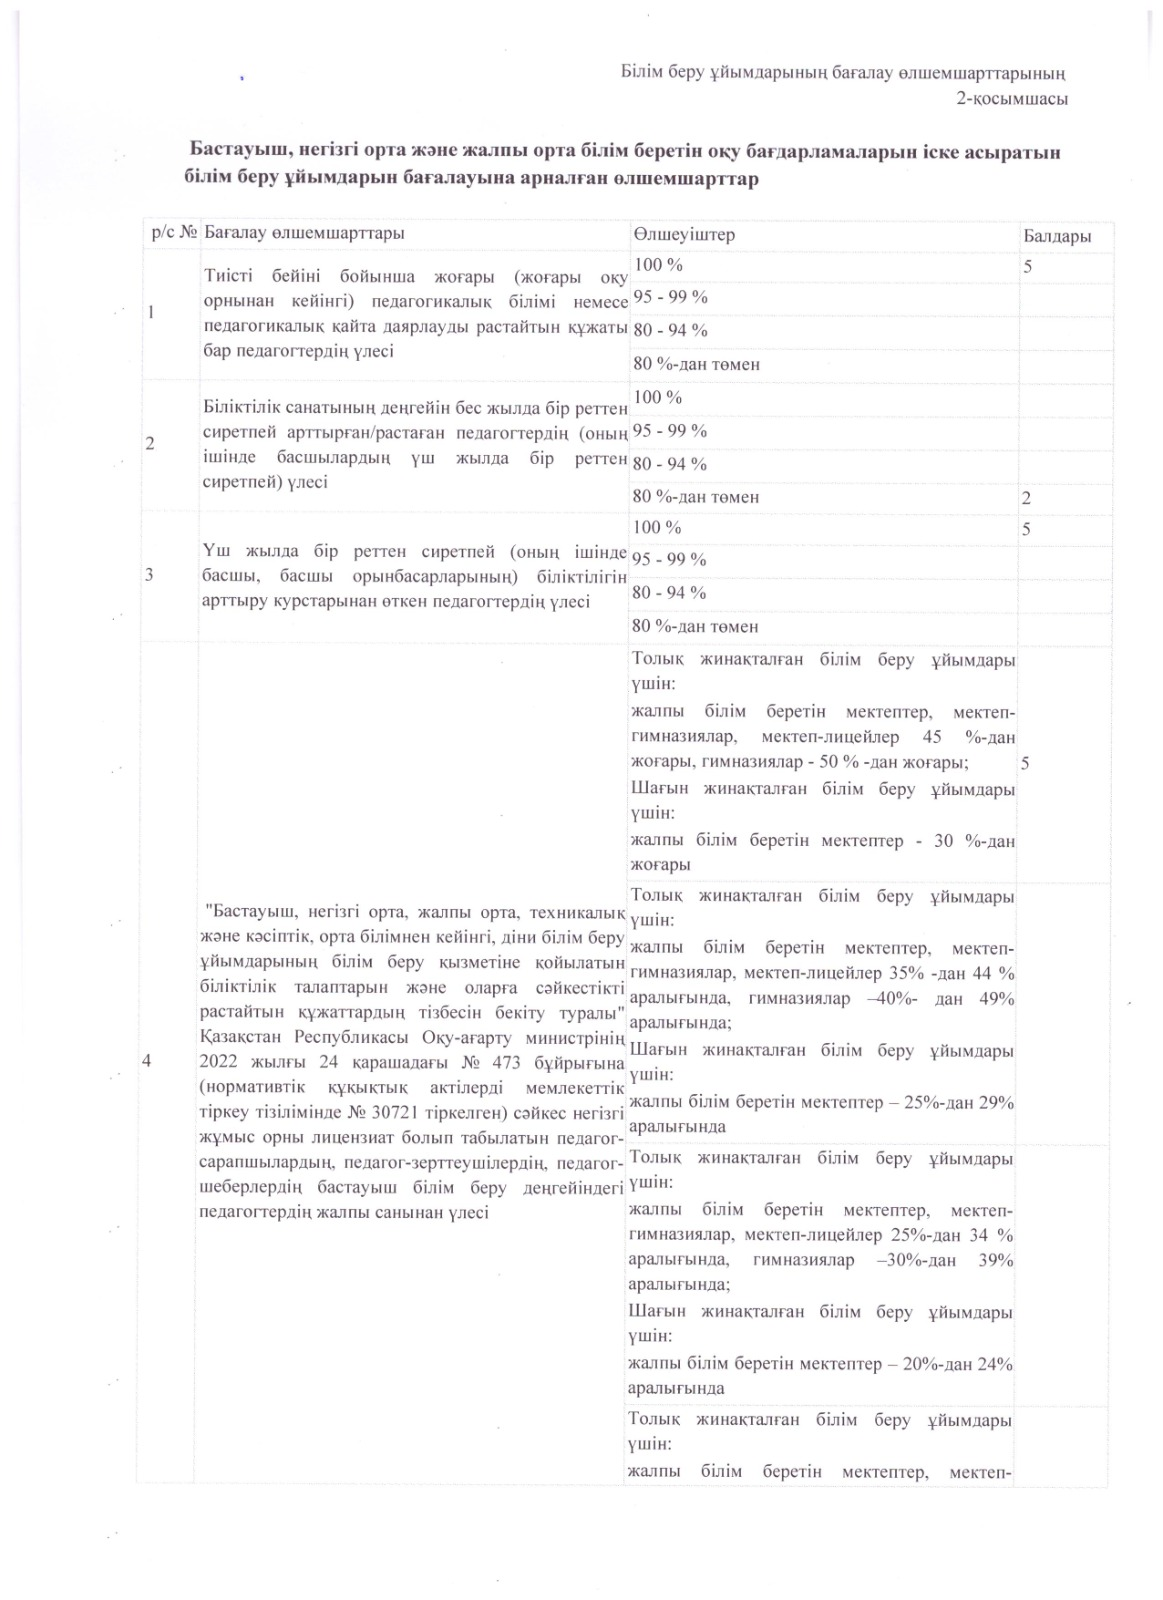 Білім беру ұйымдарының бағалау өлшемшарттарының
2-қосымшасы
Бастауыш, негізгі орта және жалпы орта білім беретін оқу бағдарламаларын іске асыратын
білім беру ұйымдарын бағалауына арналған өлшемшарттар
р/с № Бағалау өлшемшарттары Өлшеуіштер Балдары
1
Тиісті бейіні бойынша жоғары (жоғары оқу
орнынан кейінгі) педагогикалық білімі немесе
педагогикалық қайта даярлауды растайтын құжаты
бар педагогтердің үлесі
100 % 5
95 - 99 %
80 - 94 %
80 %-дан төмен
2
Біліктілік санатының деңгейін бес жылда бір реттен
сиретпей арттырған/растаған педагогтердің (оның
ішінде басшылардың үш жылда бір реттен
сиретпей) үлесі
100 %
95 - 99 %
80 - 94 %
80 %-дан төмен 2
3
Үш жылда бір реттен сиретпей (оның ішінде
басшы, басшы орынбасарларының) біліктілігін
арттыру курстарынан өткен педагогтердің үлесі
100 % 5
95 - 99 %
80 - 94 %
80 %-дан төмен
4
"Бастауыш, негізгі орта, жалпы орта, техникалық
және кәсіптік, орта білімнен кейінгі, діни білім беру
ұйымдарының білім беру қызметіне қойылатын
біліктілік талаптарын және оларға сәйкестікті
растайтын құжаттардың тізбесін бекіту туралы"
Қазақстан Республикасы Оқу-ағарту министрінің
2022 жылғы 24 қарашадағы № 473 бұйрығына
(нормативтік құқықтық актілерді мемлекеттік
тіркеу тізілімінде № 30721 тіркелген) сәйкес негізгі
жұмыс орны лицензиат болып табылатын педагог-
сарапшылардың, педагог-зерттеушілердің, педагог-
шеберлердің бастауыш білім беру деңгейіндегі
педагогтердің жалпы санынан үлесі
Толық жинақталған білім беру ұйымдары
үшін:
жалпы білім беретін мектептер, мектеп-
гимназиялар, мектеп-лицейлер 45 %-дан
жоғары, гимназиялар - 50 % -дан жоғары; 5
Шағын жинақталған білім беру ұйымдары
үшін:
жалпы білім беретін мектептер - 30 %-дан
жоғары
Толық жинақталған білім беру ұйымдары
үшін:
жалпы білім беретін мектептер, мектеп-
гимназиялар, мектеп-лицейлер 35% -дан 44 %
аралығында, гимназиялар –40%- дан 49%
аралығында;
Шағын жинақталған білім беру ұйымдары
үшін:
жалпы білім беретін мектептер – 25%-дан 29%
аралығында
Толық жинақталған білім беру ұйымдары
үшін:
жалпы білім беретін мектептер, мектеп-
гимназиялар, мектеп-лицейлер 25%-дан 34 %
аралығында, гимназиялар –30%-дан 39%
аралығында;
Шағын жинақталған білім беру ұйымдары
үшін:
жалпы білім беретін мектептер – 20%-дан 24%
аралығында
Толық жинақталған білім беру ұйымдары
үшін:
жалпы білім беретін мектептер, мектеп-